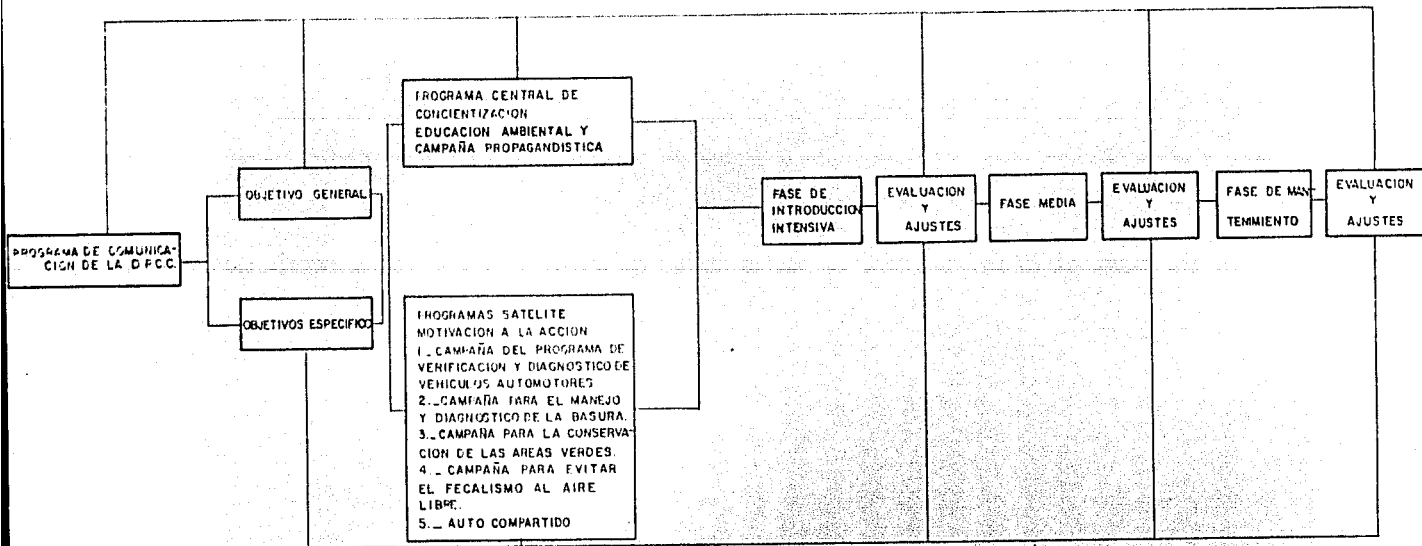 PROGRAMA DE COMUNICA-
CION DE LA D.P.C.C.
OBJETIVO GENERAL
OBJETIVOS ESPECIFICO
PROGRAMA CENTRAL DE
CONCIENTIZACION
EDUCACION AMBIENTAL Y
CAMPAÑA PROPAGANDISTICA
PROGRAMAS SATELITE
MOTIVACION A LA ACCION
1_ CAMPAÑA DEL PROGRAMA DE
VERIFICACION Y DIAGNOSTICO DE
VEHICULOS AUTOMOTORES
2._CAMPAÑA PARA EL MANEJO
Y DIAGNOSTICO DE LA BASURA.
3._CAMPAÑA PARA LA CONSERVA-
CION DE LAS AREAS VERDES.
4._ CAMPAÑA PARA EVITAR
EL FECALISMO AL AIRE
LIBRE.
5._ AUTO COMPARTIDO
FASE DE
INTRODUCCION
INTENSIVA
EVALUACION
Y
AJUSTES
FASE MEDIA
EVALUACION
Y
AJUSTES
FASE DE MAN
TENIMIENTO
EVALUACION
Y
AJUSTES